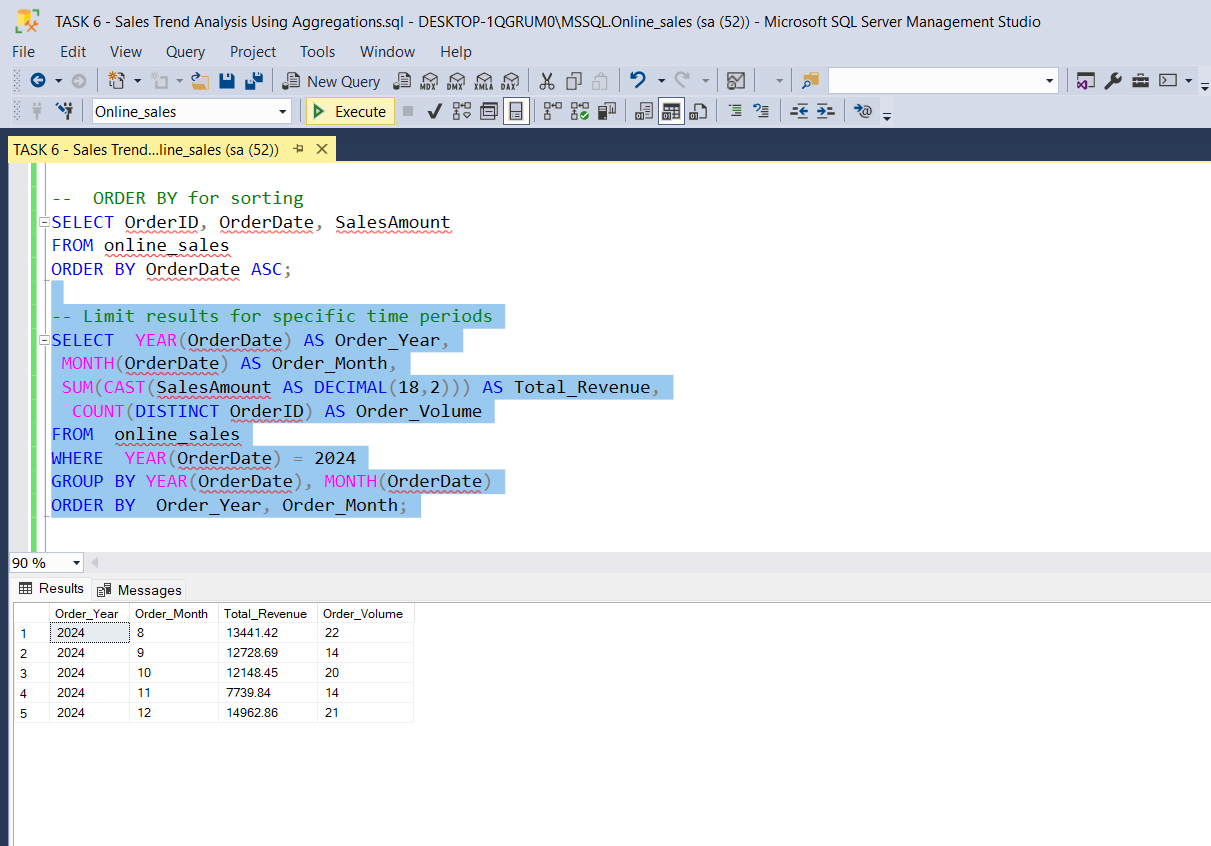 TASK 6 - Sales Trend Analysis Using Aggregations.sql - DESKTOP-1QGRUM0\MSSQL.Online_sales (sa (52)) - Microsoft SQL Server Management Studio
File Edit View Query Project Tools Window Help
New Query MDX DMX XMLA DAX
Online_sales Execute
TASK 6 - Sales Trend...line_sales (sa (52))
-- ORDER BY for sorting
SELECT OrderID, OrderDate, SalesAmount
FROM online_sales
ORDER BY OrderDate ASC;
-- Limit results for specific time periods
SELECT YEAR(OrderDate) AS Order_Year,
MONTH(OrderDate) AS Order_Month,
SUM(CAST(SalesAmount AS DECIMAL(18,2))) AS Total_Revenue,
COUNT(DISTINCT OrderID) AS Order_Volume
FROM online_sales
WHERE YEAR(OrderDate) = 2024
GROUP BY YEAR(OrderDate), MONTH(OrderDate)
ORDER BY Order_Year, Order_Month;
90 %
Results Messages
Order_Year Order_Month Total_Revenue Order_Volume
1 2024 8 13441.42 22
2 2024 9 12728.69 14
3 2024 10 12148.45 20
4 2024 11 7739.84 14
5 2024 12 14962.86 21